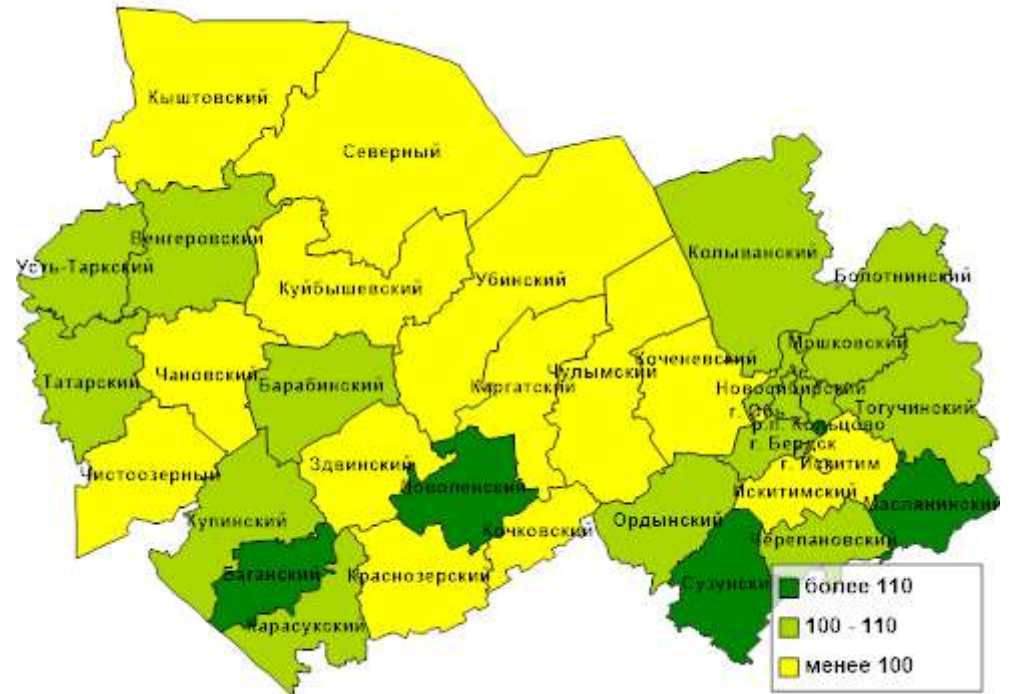 Кыштовский
Северный
Венгеровский
Колыванский
Усть-Таркский
Болотнинский
Убинский
Куйбышевский
Мошковский
Коченевский
Чулымский
Чановский
Татарский
Барабинский
Каргатский
Новосибирский
Тогучинский
г. Обь
р.п. Кольцово
г. Бердск
г. Искитим
Здвинский
Чистоозерный
Доволенский
Искитимский
Маслянинский
Ордынский
Купинский
Кочковский
Черепановский
Баганский
Краснозерский
Сузунский
Карасукский
более 110
100 - 110
менее 100